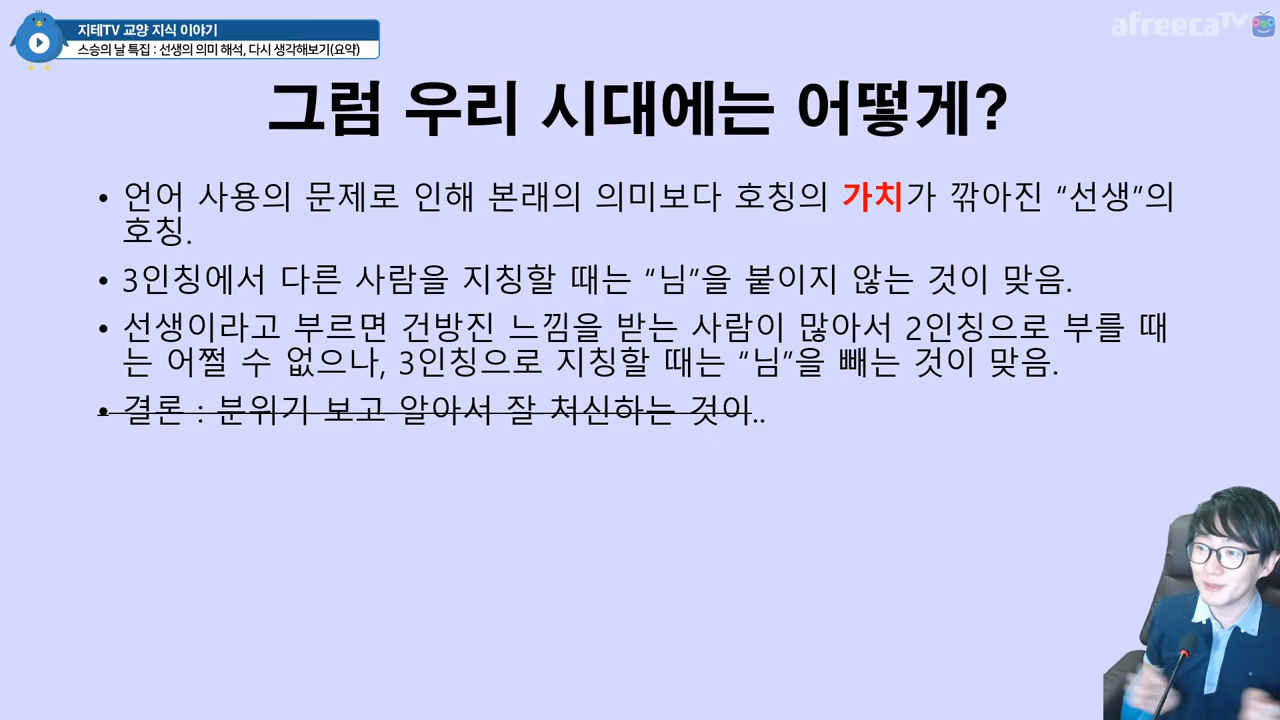 지테TV 교양 지식 이야기
스승의 날 특집 : 선생의 의미 해석, 다시 생각해보기(요약)
afreecaTV
그럼 우리 시대에는 어떻게?
• 언어 사용의 문제로 인해 본래의 의미보다 호칭의 가치가 깎아진 “선생”의
호칭.
• 3인칭에서 다른 사람을 지칭할 때는 “님”을 붙이지 않는 것이 맞음.
• 선생이라고 부르면 건방진 느낌을 받는 사람이 많아서 2인칭으로 부를 때
는 어쩔 수 없으나, 3인칭으로 지칭할 때는 “님”을 빼는 것이 맞음.
• 결론 : 분위기 보고 알아서 잘 처신하는 것이..